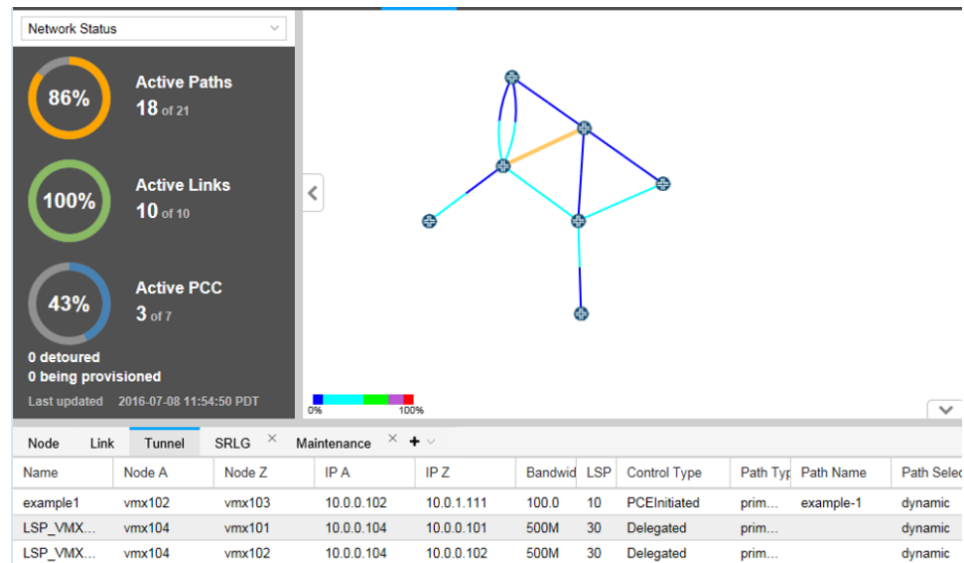 Network Status
86%
Active Paths
18 of 21
100%
Active Links
10 of 10
43%
Active PCC
3 of 7
0 detoured
0 being provisioned
Last updated 2016-07-08 11:54:50 PDT
0% 100%
Node Link Tunnel SRLG × Maintenance × +
Name Node A Node Z IP A IP Z Bandwid LSP Control Type Path Typ Path Name Path Selec
example1 vmx102 vmx103 10.0.0.102 10.0.1.111 100.0 10 PCEInitiated prim... example-1 dynamic
LSP_VMX... vmx104 vmx101 10.0.0.104 10.0.0.101 500M 30 Delegated prim... dynamic
LSP_VMX... vmx104 vmx102 10.0.0.104 10.0.0.102 500M 30 Delegated prim... dynamic